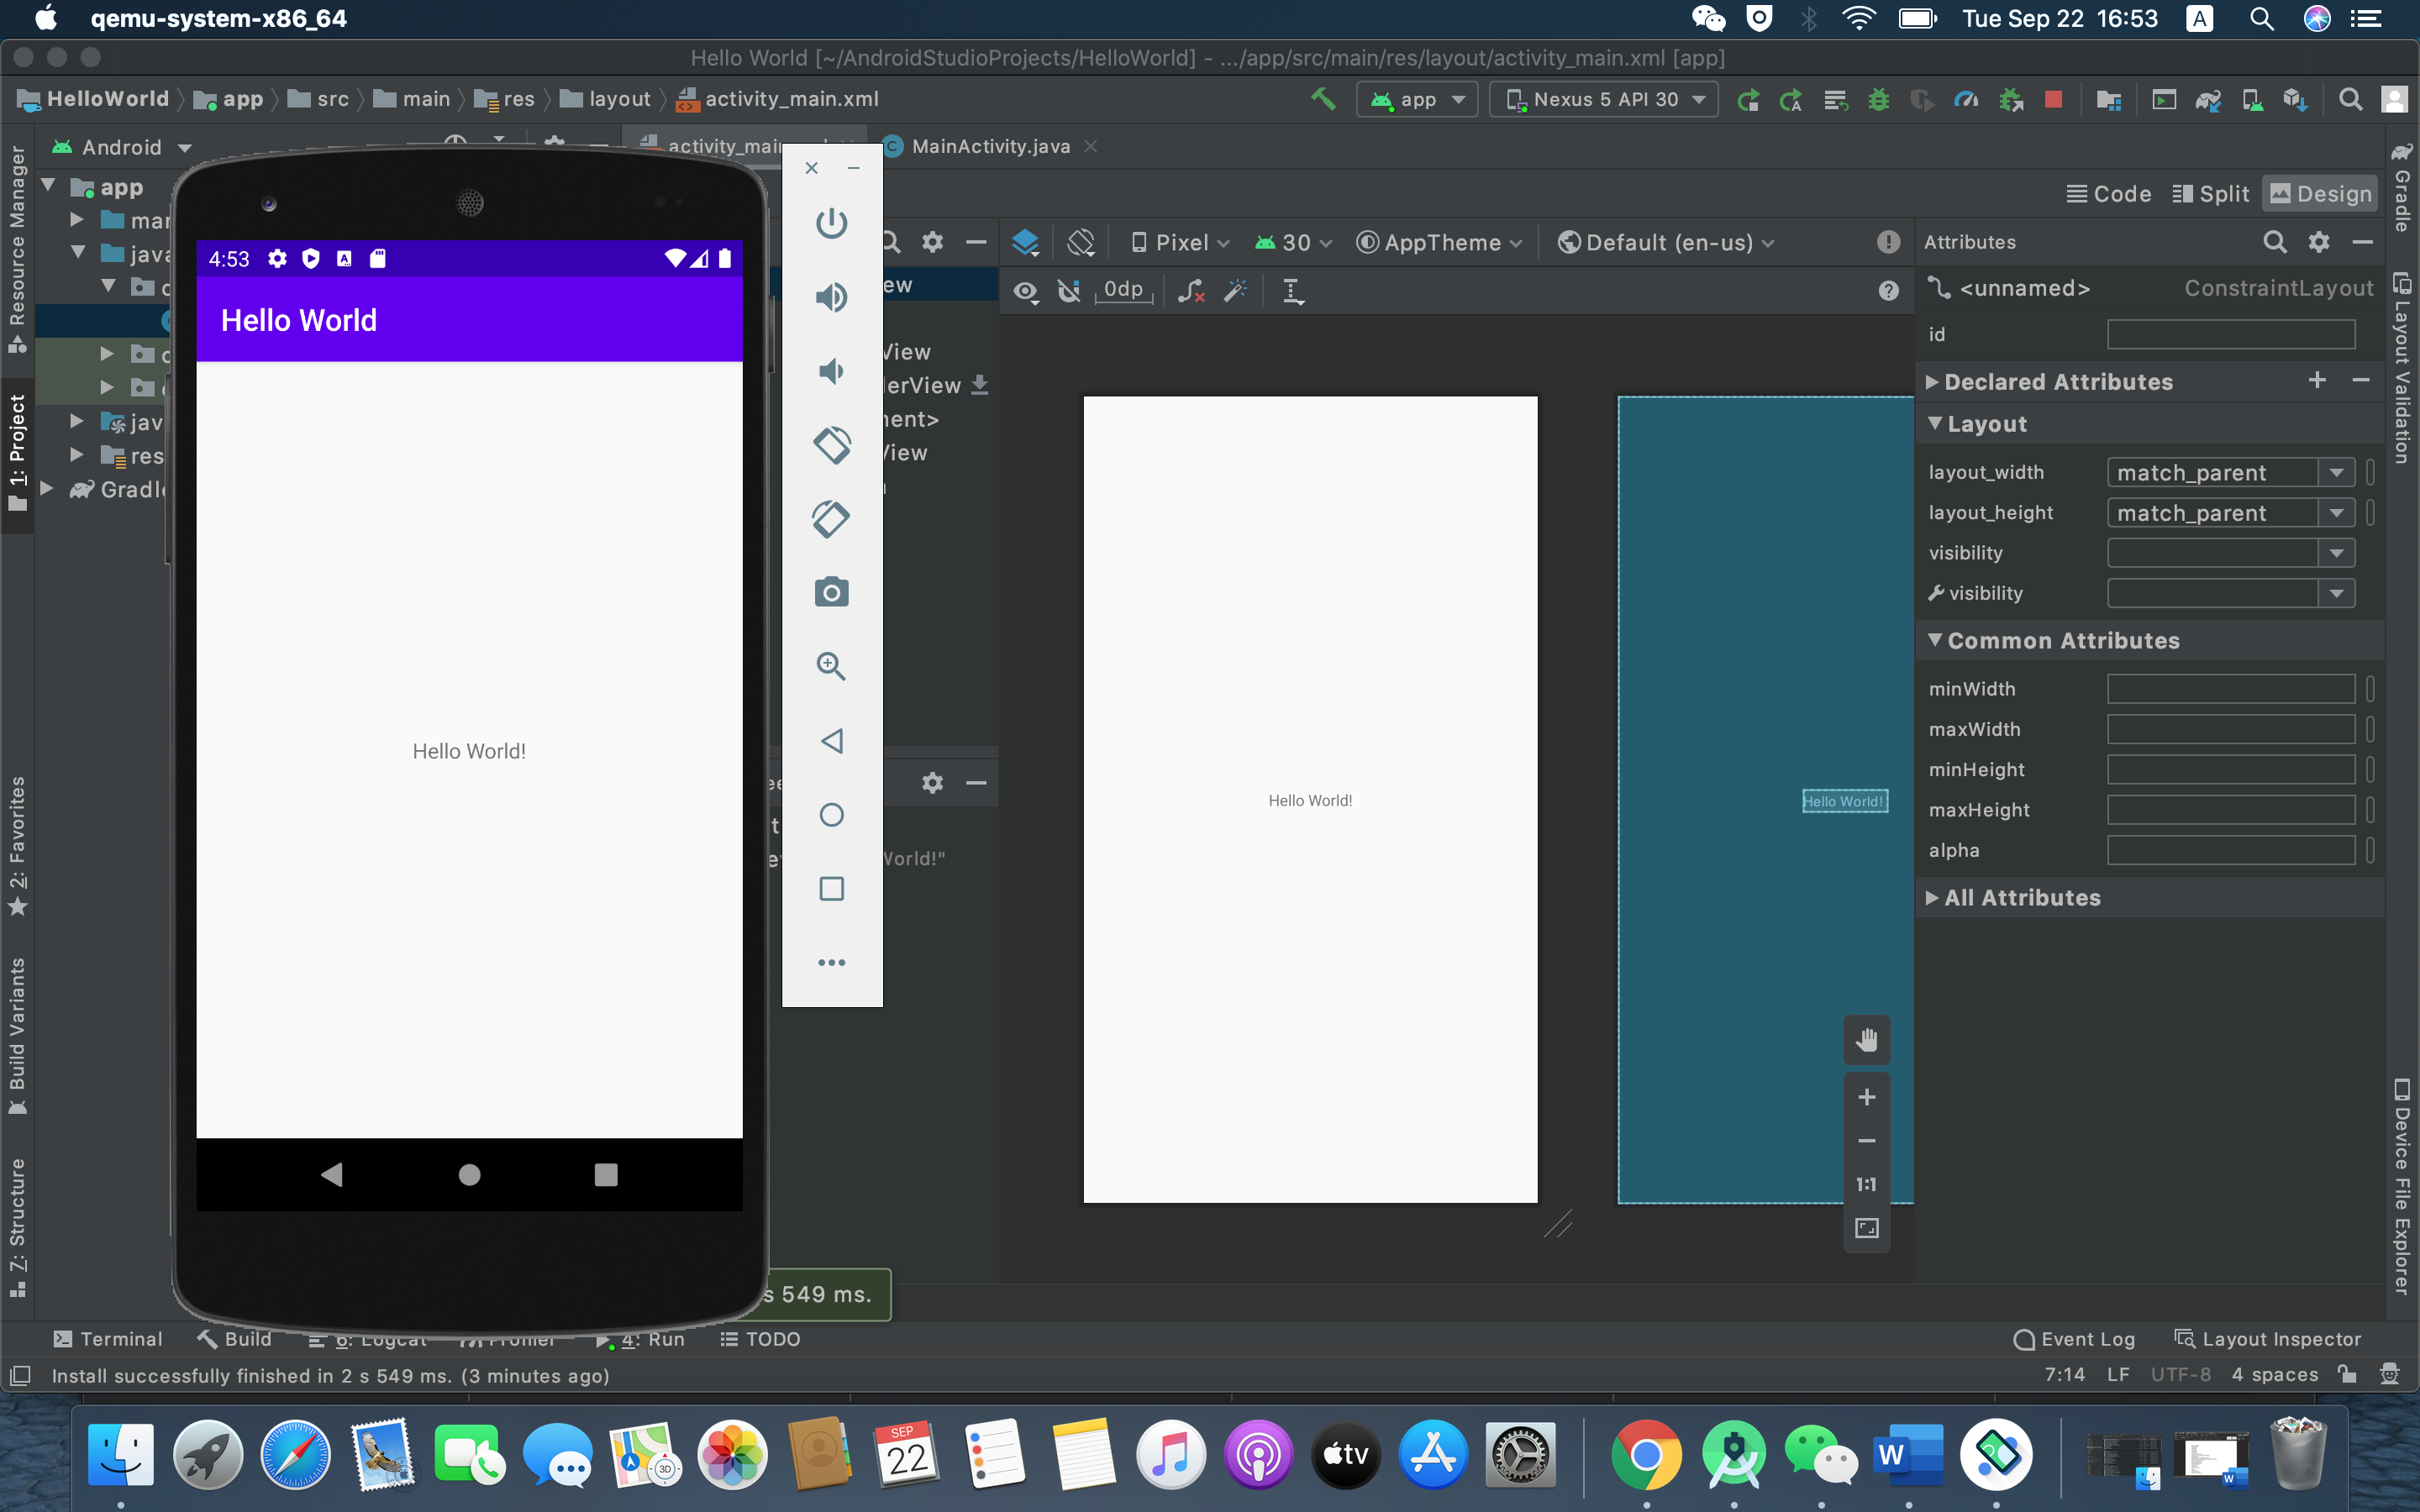 qemu-system-x86_64
Tue Sep 22 16:53
A
Hello World [~/AndroidStudioProjects/HelloWorld] - .../app/src/main/res/layout/activity_main.xml [app]
HelloWorld
app
src
main
res
layout
activity_main.xml
app
Nexus 5 API 30
Android
activity_ma
MainActivity.java
Code
Split
Design
Resource Manager
1: Project
2: Favorites
Build Variants
7: Structure
app
mar
java
jav
res
Gradle
4:53
Hello World
Hello World!
ew
View
erView
ent>
View
World!"
Pixel
30
AppTheme
Default (en-us)
0dp
Hello World!
Hello World!
1:1
Attributes
<unnamed>
ConstraintLayout
id
Declared Attributes
Layout
layout_width
match_parent
layout_height
match_parent
visibility
visibility
Common Attributes
minWidth
maxWidth
minHeight
maxHeight
alpha
All Attributes
Gradle
Layout Validation
Device File Explorer
s 549 ms.
Terminal
Build
6: Logcat
Profiler
4: Run
TODO
Event Log
Layout Inspector
Install successfully finished in 2 s 549 ms. (3 minutes ago)
7:14 LF UTF-8 4 spaces
3D
SEP
22
tv
W
W